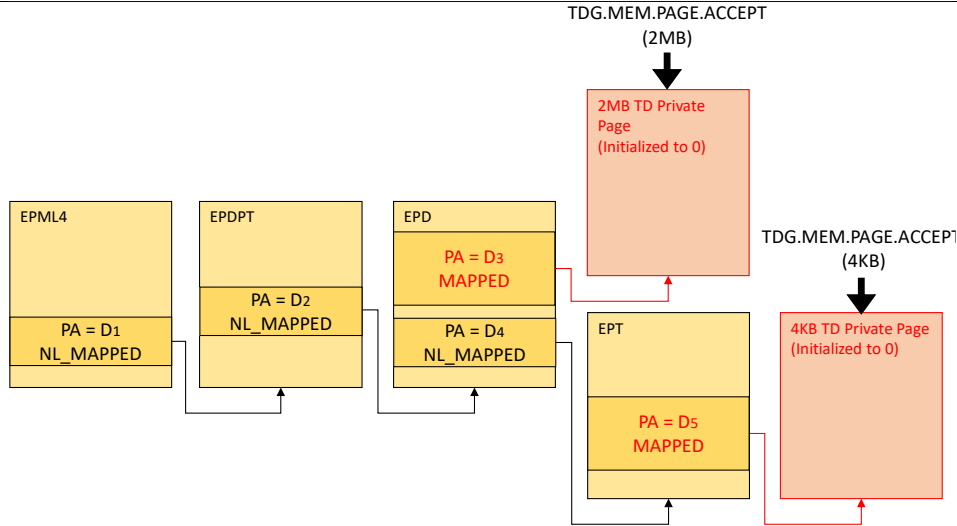 TDG.MEM.PAGE.ACCEPT
(2MB)
2MB TD Private
Page
(Initialized to 0)
EPML4
PA = D1
NL_MAPPED
EPDPT
PA = D2
NL_MAPPED
EPD
PA = D3
MAPPED
PA = D4
NL_MAPPED
TDG.MEM.PAGE.ACCEPT
(4KB)
EPT
PA = D5
MAPPED
4KB TD Private Page
(Initialized to 0)